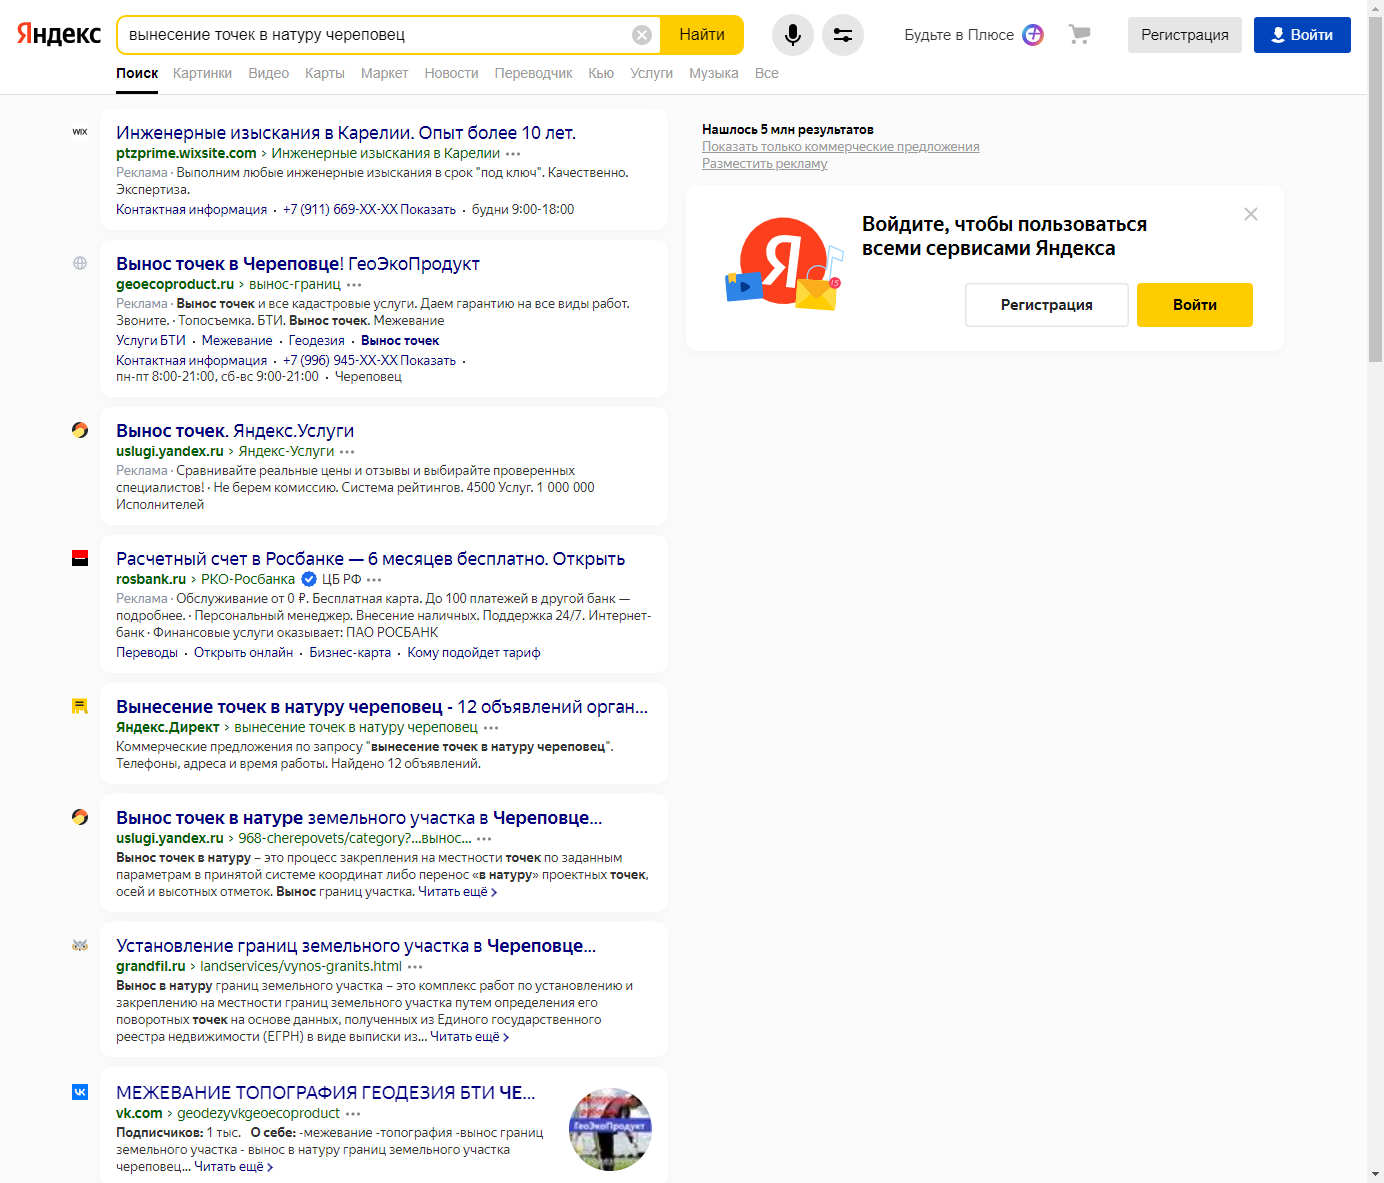 Яндекс
вынесение точек в натуру череповец
Найти
Будьте в Плюсе
Регистрация
Войти
Поиск Картинки Видео Карты Маркет Новости Переводчик Кью Услуги Музыка Все
WIX
Инженерные изыскания в Карелии. Опыт более 10 лет.
ptzprime.wixsite.com › Инженерные изыскания в Карелии
Реклама · Выполним любые инженерные изыскания в срок "под ключ". Качественно.
Экспертиза.
Контактная информация · +7 (911) 669-XX-XX Показать · будни 9:00-18:00
Вынос точек в Череповце! ГеоЭкоПродукт
geoecoproduct.ru › вынос-границ
Реклама · Вынос точек и все кадастровые услуги. Даем гарантию на все виды работ.
Звоните. · Топосъемка. БТИ. Вынос точек. Межевание
Услуги БТИ · Межевание · Геодезия · Вынос точек
Контактная информация · +7 (996) 945-XX-XX Показать ·
пн-пт 8:00-21:00, сб-вс 9:00-21:00 · Череповец
Вынос точек. Яндекс.Услуги
uslugi.yandex.ru › Яндекс-Услуги
Реклама · Сравнивайте реальные цены и отзывы и выбирайте проверенных
специалистов! · Не берем комиссию. Система рейтингов. 4500 Услуг. 1 000 000
Исполнителей
Расчетный счет в Росбанке — 6 месяцев бесплатно. Открыть
rosbank.ru › РКО-Росбанка ЦБ РФ
Реклама · Обслуживание от 0 ₽. Бесплатная карта. До 100 платежей в другой банк —
подробнее. · Персональный менеджер. Внесение наличных. Поддержка 24/7. Интернет-
банк · Финансовые услуги оказывает: ПАО РОСБАНК
Переводы · Открыть онлайн · Бизнес-карта · Кому подойдет тариф
Вынесение точек в натуру череповец - 12 объявлений орган...
Яндекс.Директ › вынесение точек в натуру череповец
Коммерческие предложения по запросу "вынесение точек в натуру череповец".
Телефоны, адреса и время работы. Найдено 12 объявлений.
Вынос точек в натуре земельного участка в Череповце...
uslugi.yandex.ru › 968-cherepovets/category?...вынос...
Вынос точек в натуру – это процесс закрепления на местности точек по заданным
параметрам в принятой системе координат либо перенос «в натуру» проектных точек,
осей и высотных отметок. Вынос границ участка. Читать ещё ›
Установление границ земельного участка в Череповце...
grandfil.ru › landservices/vynos-granits.html
Вынос в натуру границ земельного участка – это комплекс работ по установлению и
закреплению на местности границ земельного участка путем определения его
поворотных точек на основе данных, полученных из Единого государственного
реестра недвижимости (ЕГРН) в виде выписки из... Читать ещё ›
МЕЖЕВАНИЕ ТОПОГРАФИЯ ГЕОДЕЗИЯ БТИ ЧЕ...
vk.com › geodezyvkgeoecoproduct
Подписчиков: 1 тыс. О себе: -межевание -топография -вынос границ
земельного участка - вынос в натуру границ земельного участка
череповец... Читать ещё ›
ГеоЭкоПродукт
Нашлось 5 млн результатов
Показать только коммерческие предложения
Разместить рекламу
Я
15
Войдите, чтобы пользоваться
всеми сервисами Яндекса
Регистрация
Войти